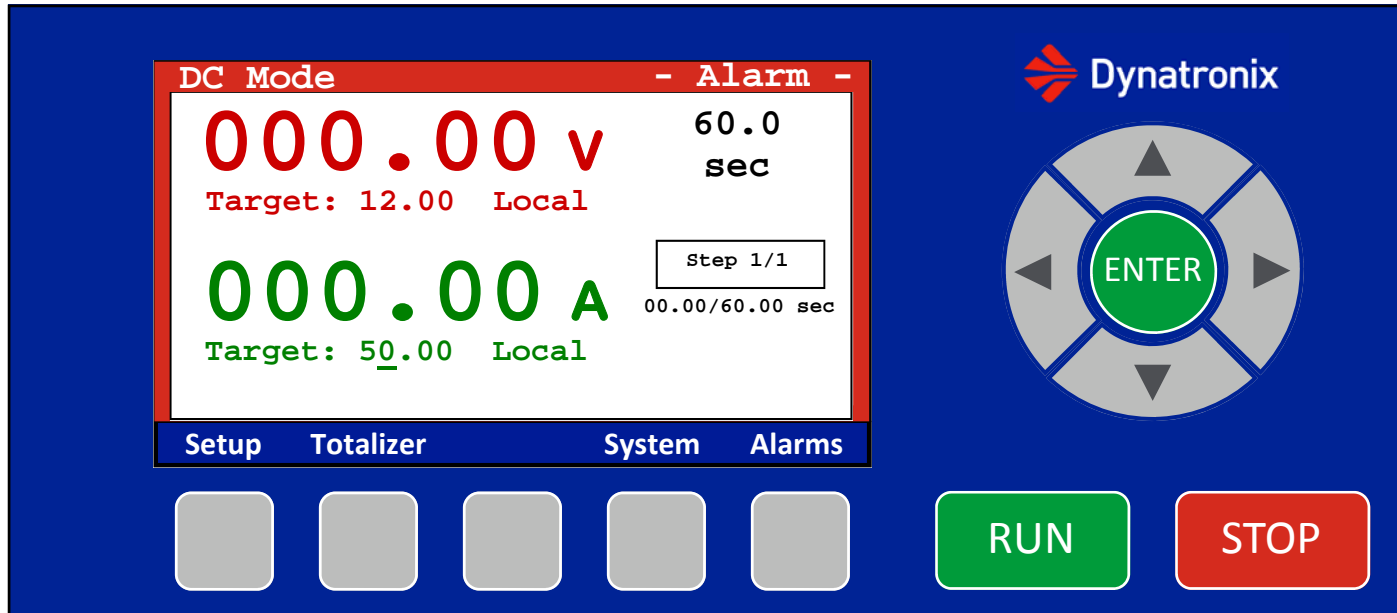 DC Mode - Alarm -
Dynatronix
000.00 V
60.0
sec
Target: 12.00 Local
000.00 A
Step 1/1
00.00/60.00 sec
Target: 50.00 Local
ENTER
Setup Totalizer System Alarms
RUN STOP